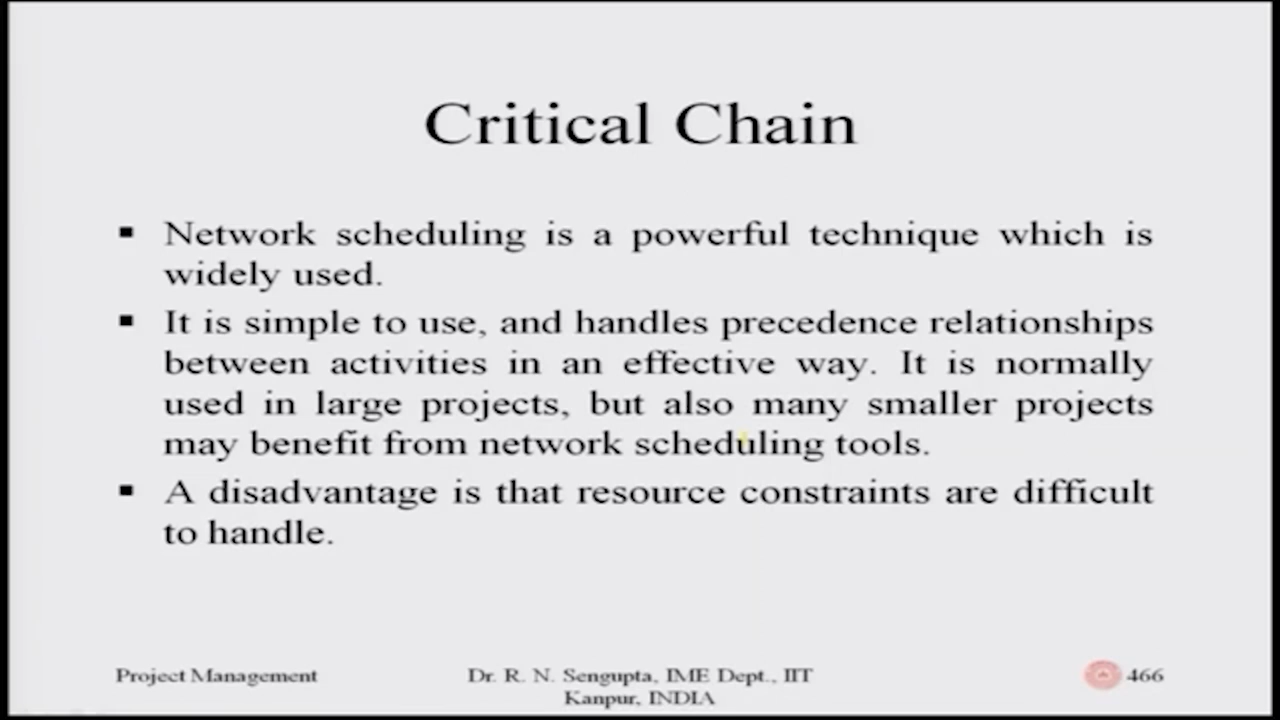 Critical Chain
▪ Network scheduling is a powerful technique which is
widely used.
▪ It is simple to use, and handles precedence relationships
between activities in an effective way. It is normally
used in large projects, but also many smaller projects
may benefit from network scheduling tools.
▪ A disadvantage is that resource constraints are difficult
to handle.
Project Management
Dr. R. N. Sengupta, IME Dept., IIT
Kanpur, INDIA
466